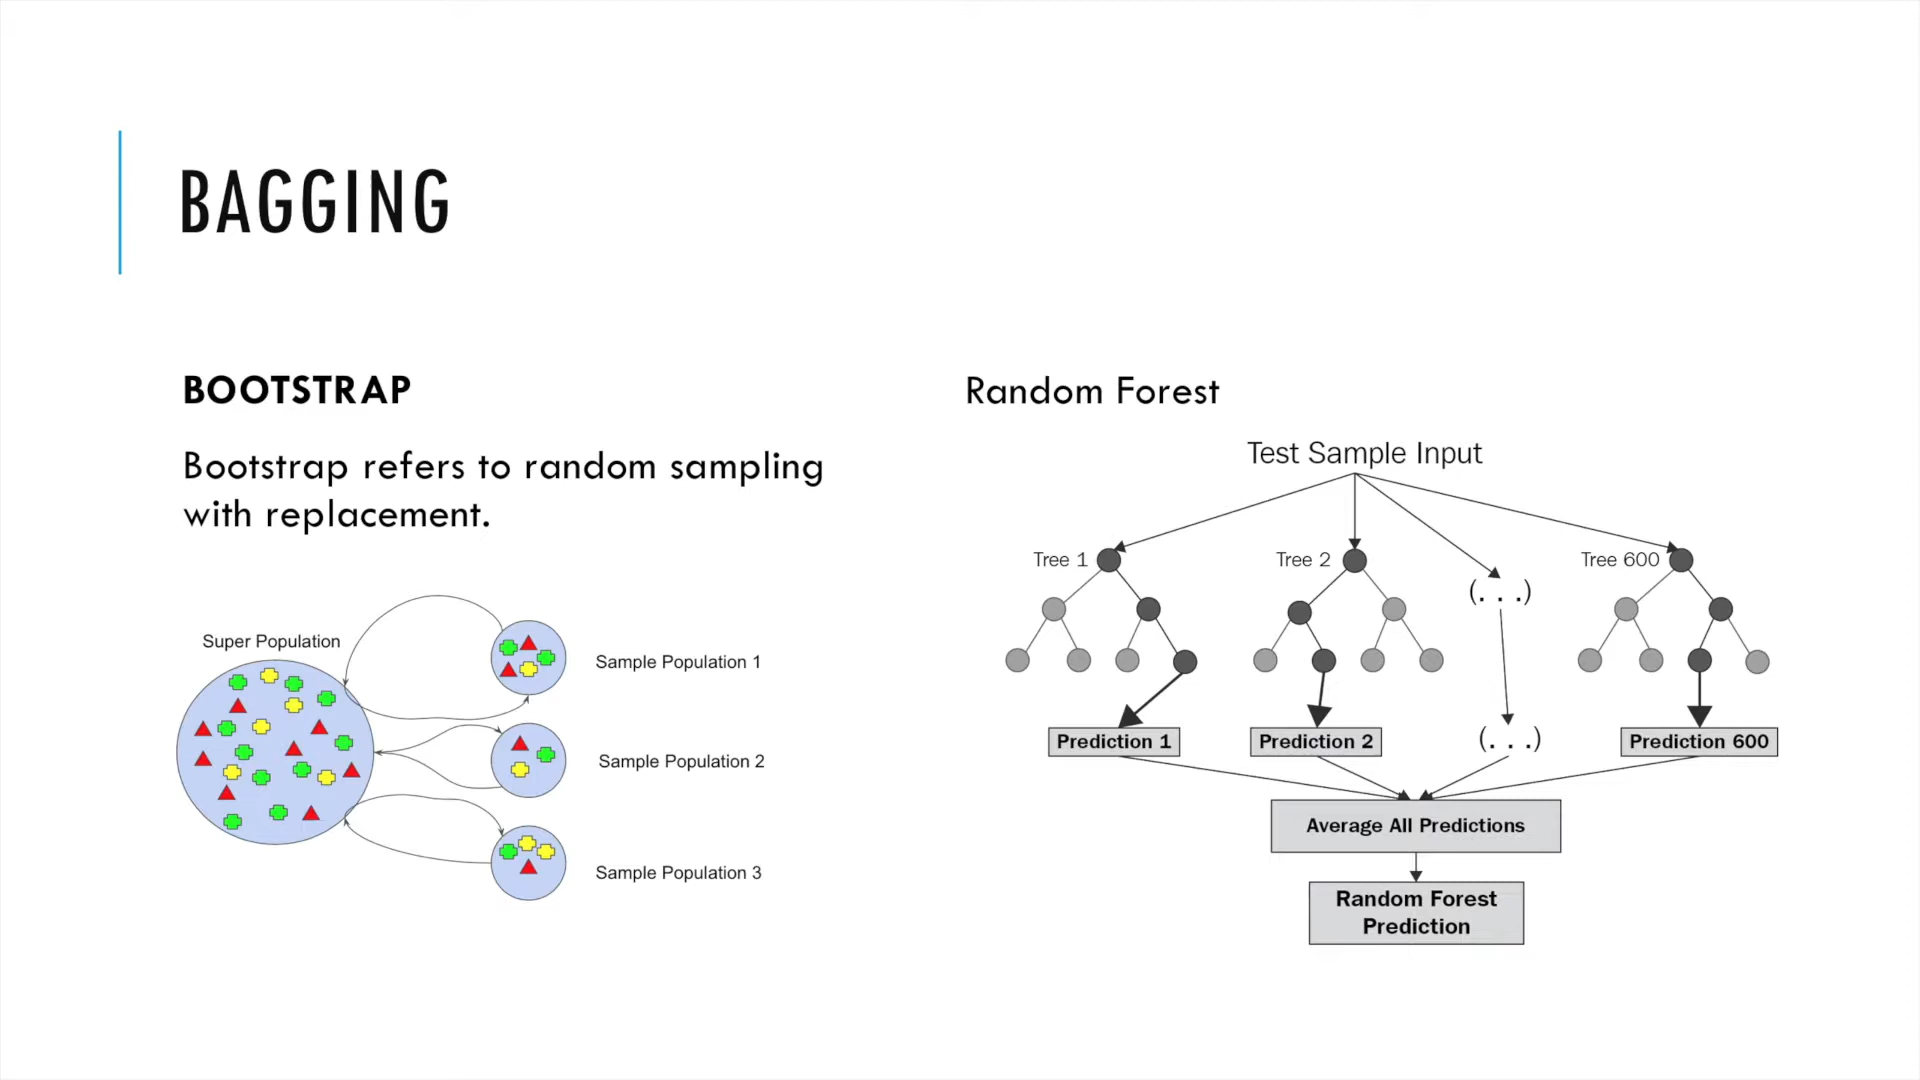 BAGGING
BOOTSTRAP
Bootstrap refers to random sampling
with replacement.
Super Population
Sample Population 1
Sample Population 2
Sample Population 3
Random Forest
Test Sample Input
Tree 1
Tree 2
(. . .)
Tree 600
Prediction 1
Prediction 2
(. . .)
Prediction 600
Average All Predictions
Random Forest
Prediction